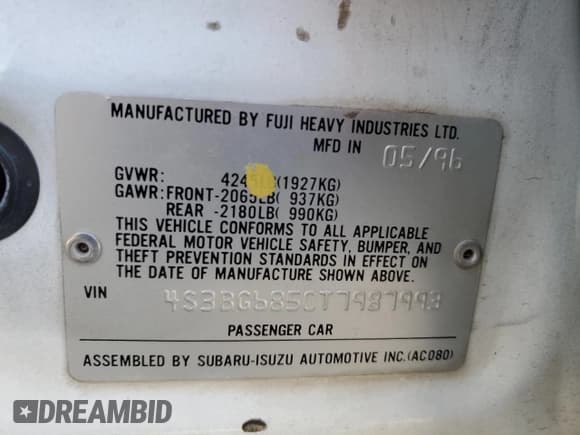 MANUFACTURED BY FUJI HEAVY INDUSTRIES LTD.
MFD IN 05/96
GVWR: (1927KG)
GAWR:FRONT-2065LB( 937KG)
REAR -2180LB( 990KG)
THIS VEHICLE CONFORMS TO ALL APPLICABLE
FEDERAL MOTOR VEHICLE SAFETY, BUMPER, AND
THEFT PREVENTION STANDARDS IN EFFECT ON
THE DATE OF MANUFACTURE SHOWN ABOVE.
VIN 4S3BG6850T7987993
PASSENGER CAR
ASSEMBLED BY SUBARU-ISUZU AUTOMOTIVE INC.(AC080)
DREAMBID